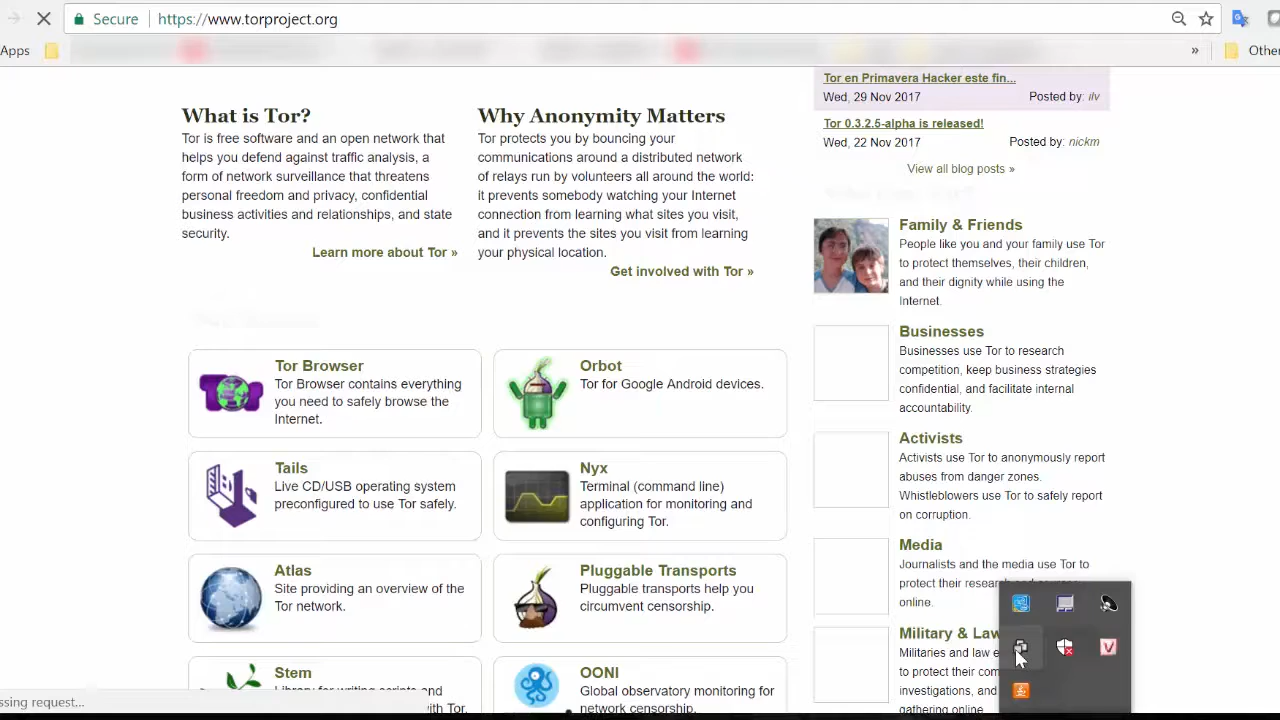 Secure https://www.torproject.org
Apps
»
Other
What is Tor?
Tor is free software and an open network that
helps you defend against traffic analysis, a
form of network surveillance that threatens
personal freedom and privacy, confidential
business activities and relationships, and state
security.
Learn more about Tor »
Why Anonymity Matters
Tor protects you by bouncing your
communications around a distributed network
of relays run by volunteers all around the world:
it prevents somebody watching your Internet
connection from learning what sites you visit,
and it prevents the sites you visit from learning
your physical location.
Get involved with Tor »
Tor Browser
Tor Browser contains everything
you need to safely browse the
Internet.
Orbot
Tor for Google Android devices.
Tails
Live CD/USB operating system
preconfigured to use Tor safely.
Nyx
Terminal (command line)
application for monitoring and
configuring Tor.
Atlas
Site providing an overview of the
Tor network.
Pluggable Transports
Pluggable transports help you
circumvent censorship.
Stem
Library for writing scripts and
with Tor.
OONI
Global observatory monitoring for
network censorship.
Tor en Primavera Hacker este fin...
Wed, 29 Nov 2017 Posted by: ilv
Tor 0.3.2.5-alpha is released!
Wed, 22 Nov 2017 Posted by: nickm
View all blog posts »
Family & Friends
People like you and your family use Tor
to protect themselves, their children,
and their dignity while using the
Internet.
Businesses
Businesses use Tor to research
competition, keep business strategies
confidential, and facilitate internal
accountability.
Activists
Activists use Tor to anonymously report
abuses from danger zones.
Whistleblowers use Tor to safely report
on corruption.
Media
Journalists and the media use Tor to
protect their research
online.
Military & Law
Militaries and law e
to protect their com
investigations, and
gathering online.
ssing request...